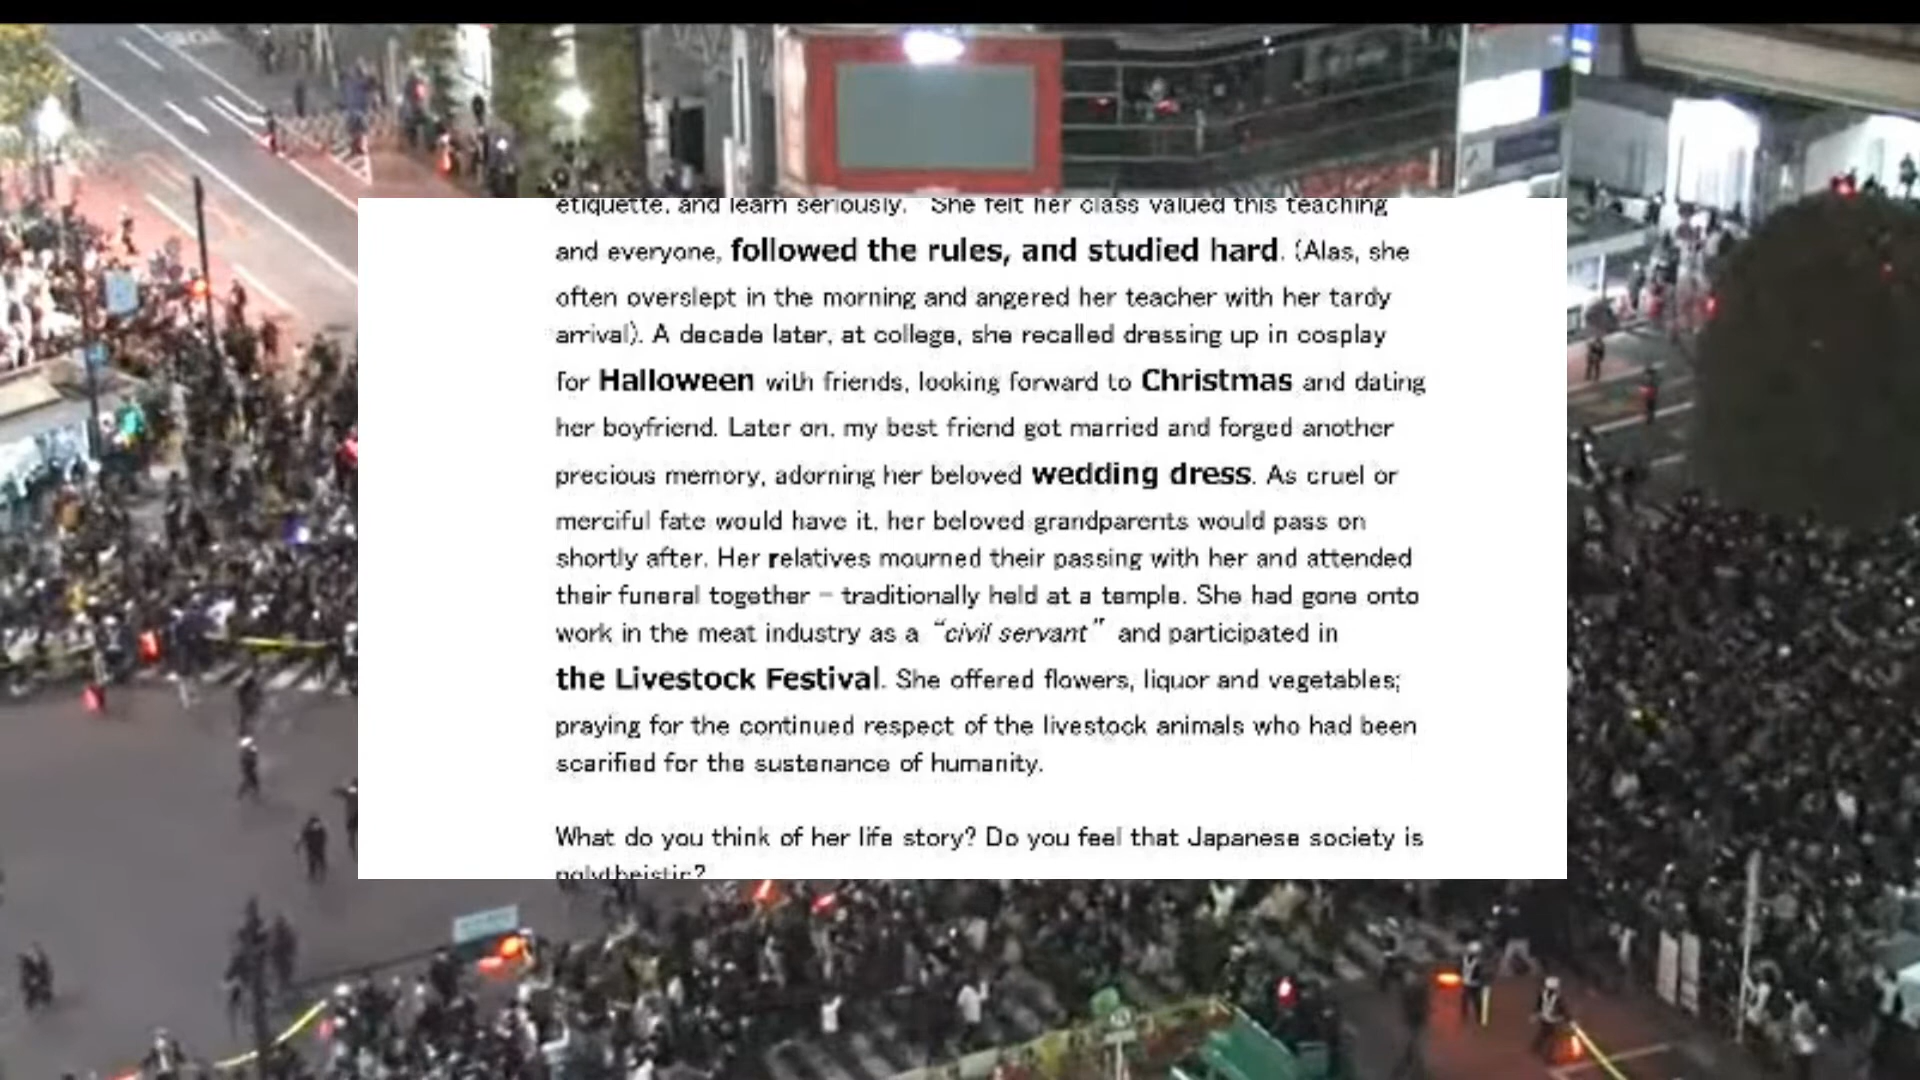 etiquette, and learn seriously.” She felt her class valued this teaching
and everyone, followed the rules, and studied hard. (Alas, she
often overslept in the morning and angered her teacher with her tardy
arrival). A decade later, at college, she recalled dressing up in cosplay
for Halloween with friends, looking forward to Christmas and dating
her boyfriend. Later on, my best friend got married and forged another
precious memory, adorning her beloved wedding dress. As cruel or
merciful fate would have it, her beloved grandparents would pass on
shortly after. Her relatives mourned their passing with her and attended
their funeral together – traditionally held at a temple. She had gone onto
work in the meat industry as a “civil servant” and participated in
the Livestock Festival. She offered flowers, liquor and vegetables;
praying for the continued respect of the livestock animals who had been
scarified for the sustenance of humanity.
What do you think of her life story? Do you feel that Japanese society is
polytheistic?